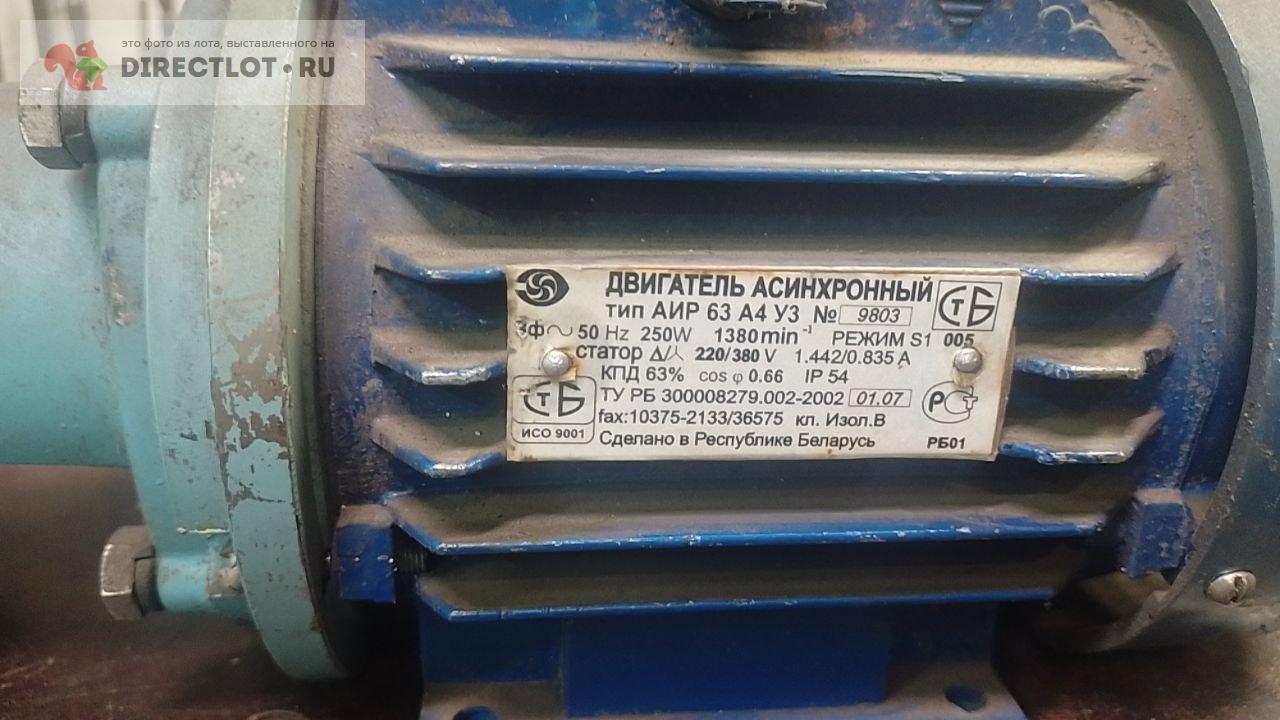 это фото из лота, выставленного на
DIRECTLOT.RU
ДВИГАТЕЛЬ АСИНХРОННЫЙ
тип АИР 63 А4 У3 № 9803
СТБ
3ф ~ 50 Hz 250W 1380 min⁻¹ РЕЖИМ S1 005
статор Δ/⅄ 220/380 V 1.442/0.835 А
КПД 63% cos φ 0.66 IP 54
СТБ
ТУ РБ 300008279.002-2002 01.07
РСТ
fax:10375-2133/36575 кл. Изол.В
ИСО 9001
Сделано в Республике Беларусь
РБ01